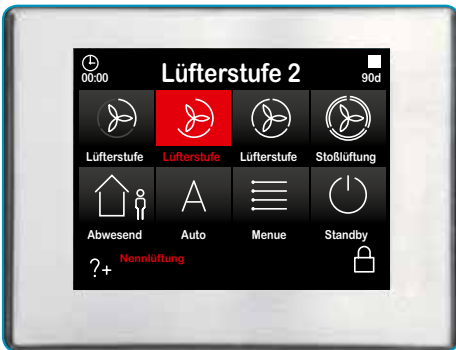 Lüfterstufe 2
00:00
90d
Lüfterstufe Lüfterstufe Lüfterstufe Stoßlüftung
A
Abwesend Auto Menue Standby
?+ Nennlüftung